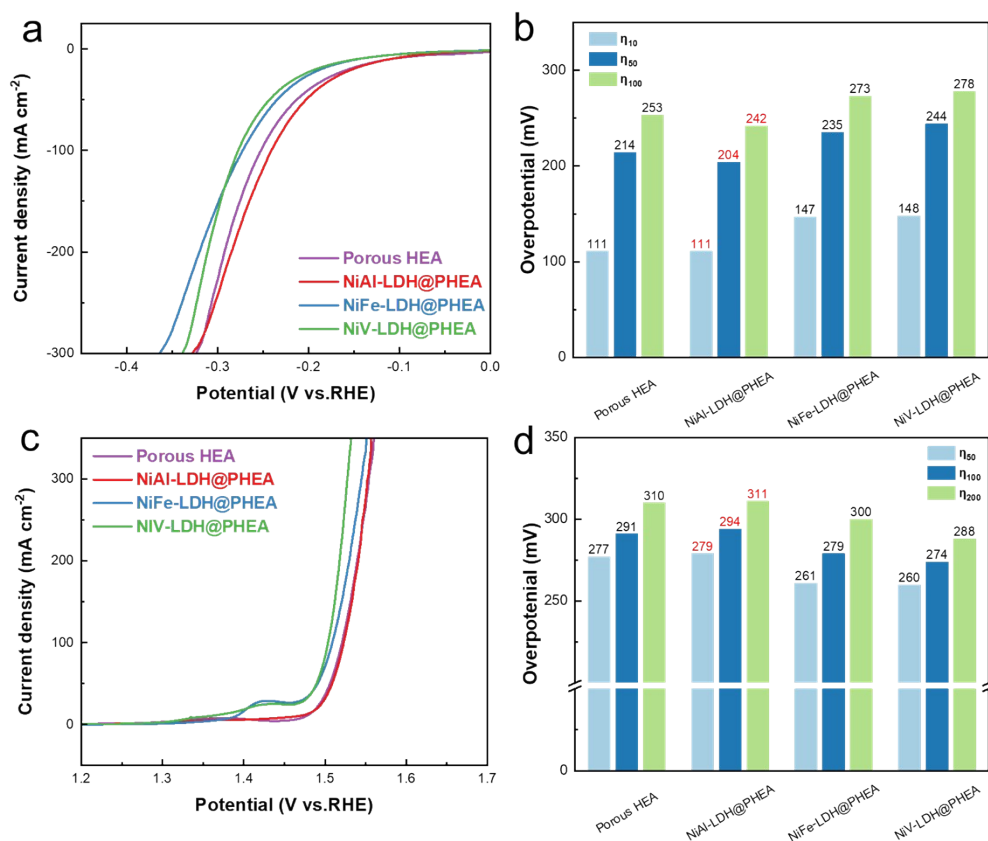 a
0
-100
-200
-300
-0.4
-0.3
-0.2
-0.1
0.0
Current density (mA cm⁻²)
Potential (V vs.RHE)
Porous HEA
NiAl-LDH@PHEA
NiFe-LDH@PHEA
NiV-LDH@PHEA
b
η₁₀
η₅₀
η₁₀₀
300
200
100
0
Overpotential (mV)
111
214
253
111
204
242
147
235
273
148
244
278
Porous HEA
NiAl-LDH@PHEA
NiFe-LDH@PHEA
NiV-LDH@PHEA
c
Porous HEA
NiAl-LDH@PHEA
NiFe-LDH@PHEA
NIV-LDH@PHEA
300
200
100
0
1.2
1.3
1.4
1.5
1.6
1.7
Current density (mA cm⁻²)
Potential (V vs.RHE)
d
η₅₀
η₁₀₀
η₂₀₀
350
300
250
0
Overpotenial (mV)
277
291
310
279
294
311
261
279
300
260
274
288
Porous HEA
NiAl-LDH@PHEA
NiFe-LDH@PHEA
NiV-LDH@PHEA